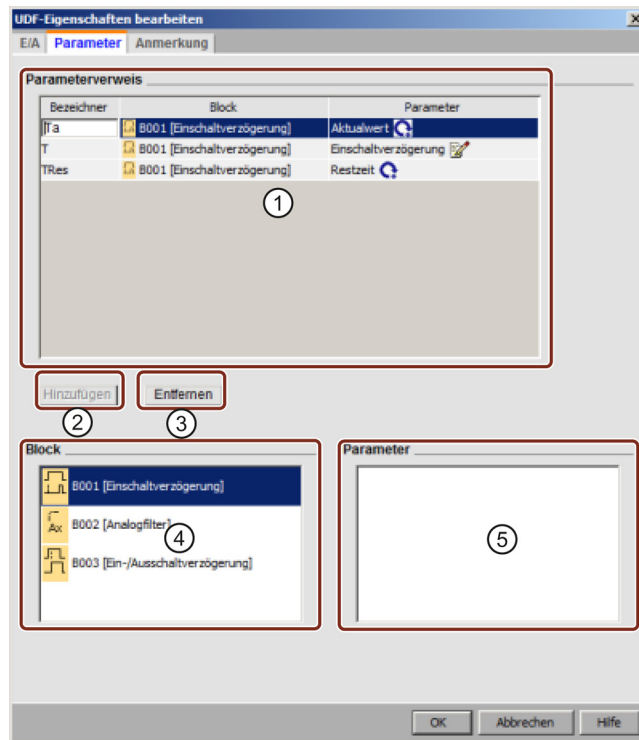 UDF-Eigenschaften bearbeiten
E/A Parameter Anmerkung
Parameterverweis
Bezeichner Block Parameter
Ta B001 [Einschaltverzögerung] Aktualwert
T B001 [Einschaltverzögerung] Einschaltverzögerung
TRes B001 [Einschaltverzögerung] Restzeit
1
Hinzufügen Entfernen
2 3
Block Parameter
B001 [Einschaltverzögerung]
Ax B002 [Analogfilter]
4 5
B003 [Ein-/Ausschaltverzögerung]
OK Abbrechen Hilfe